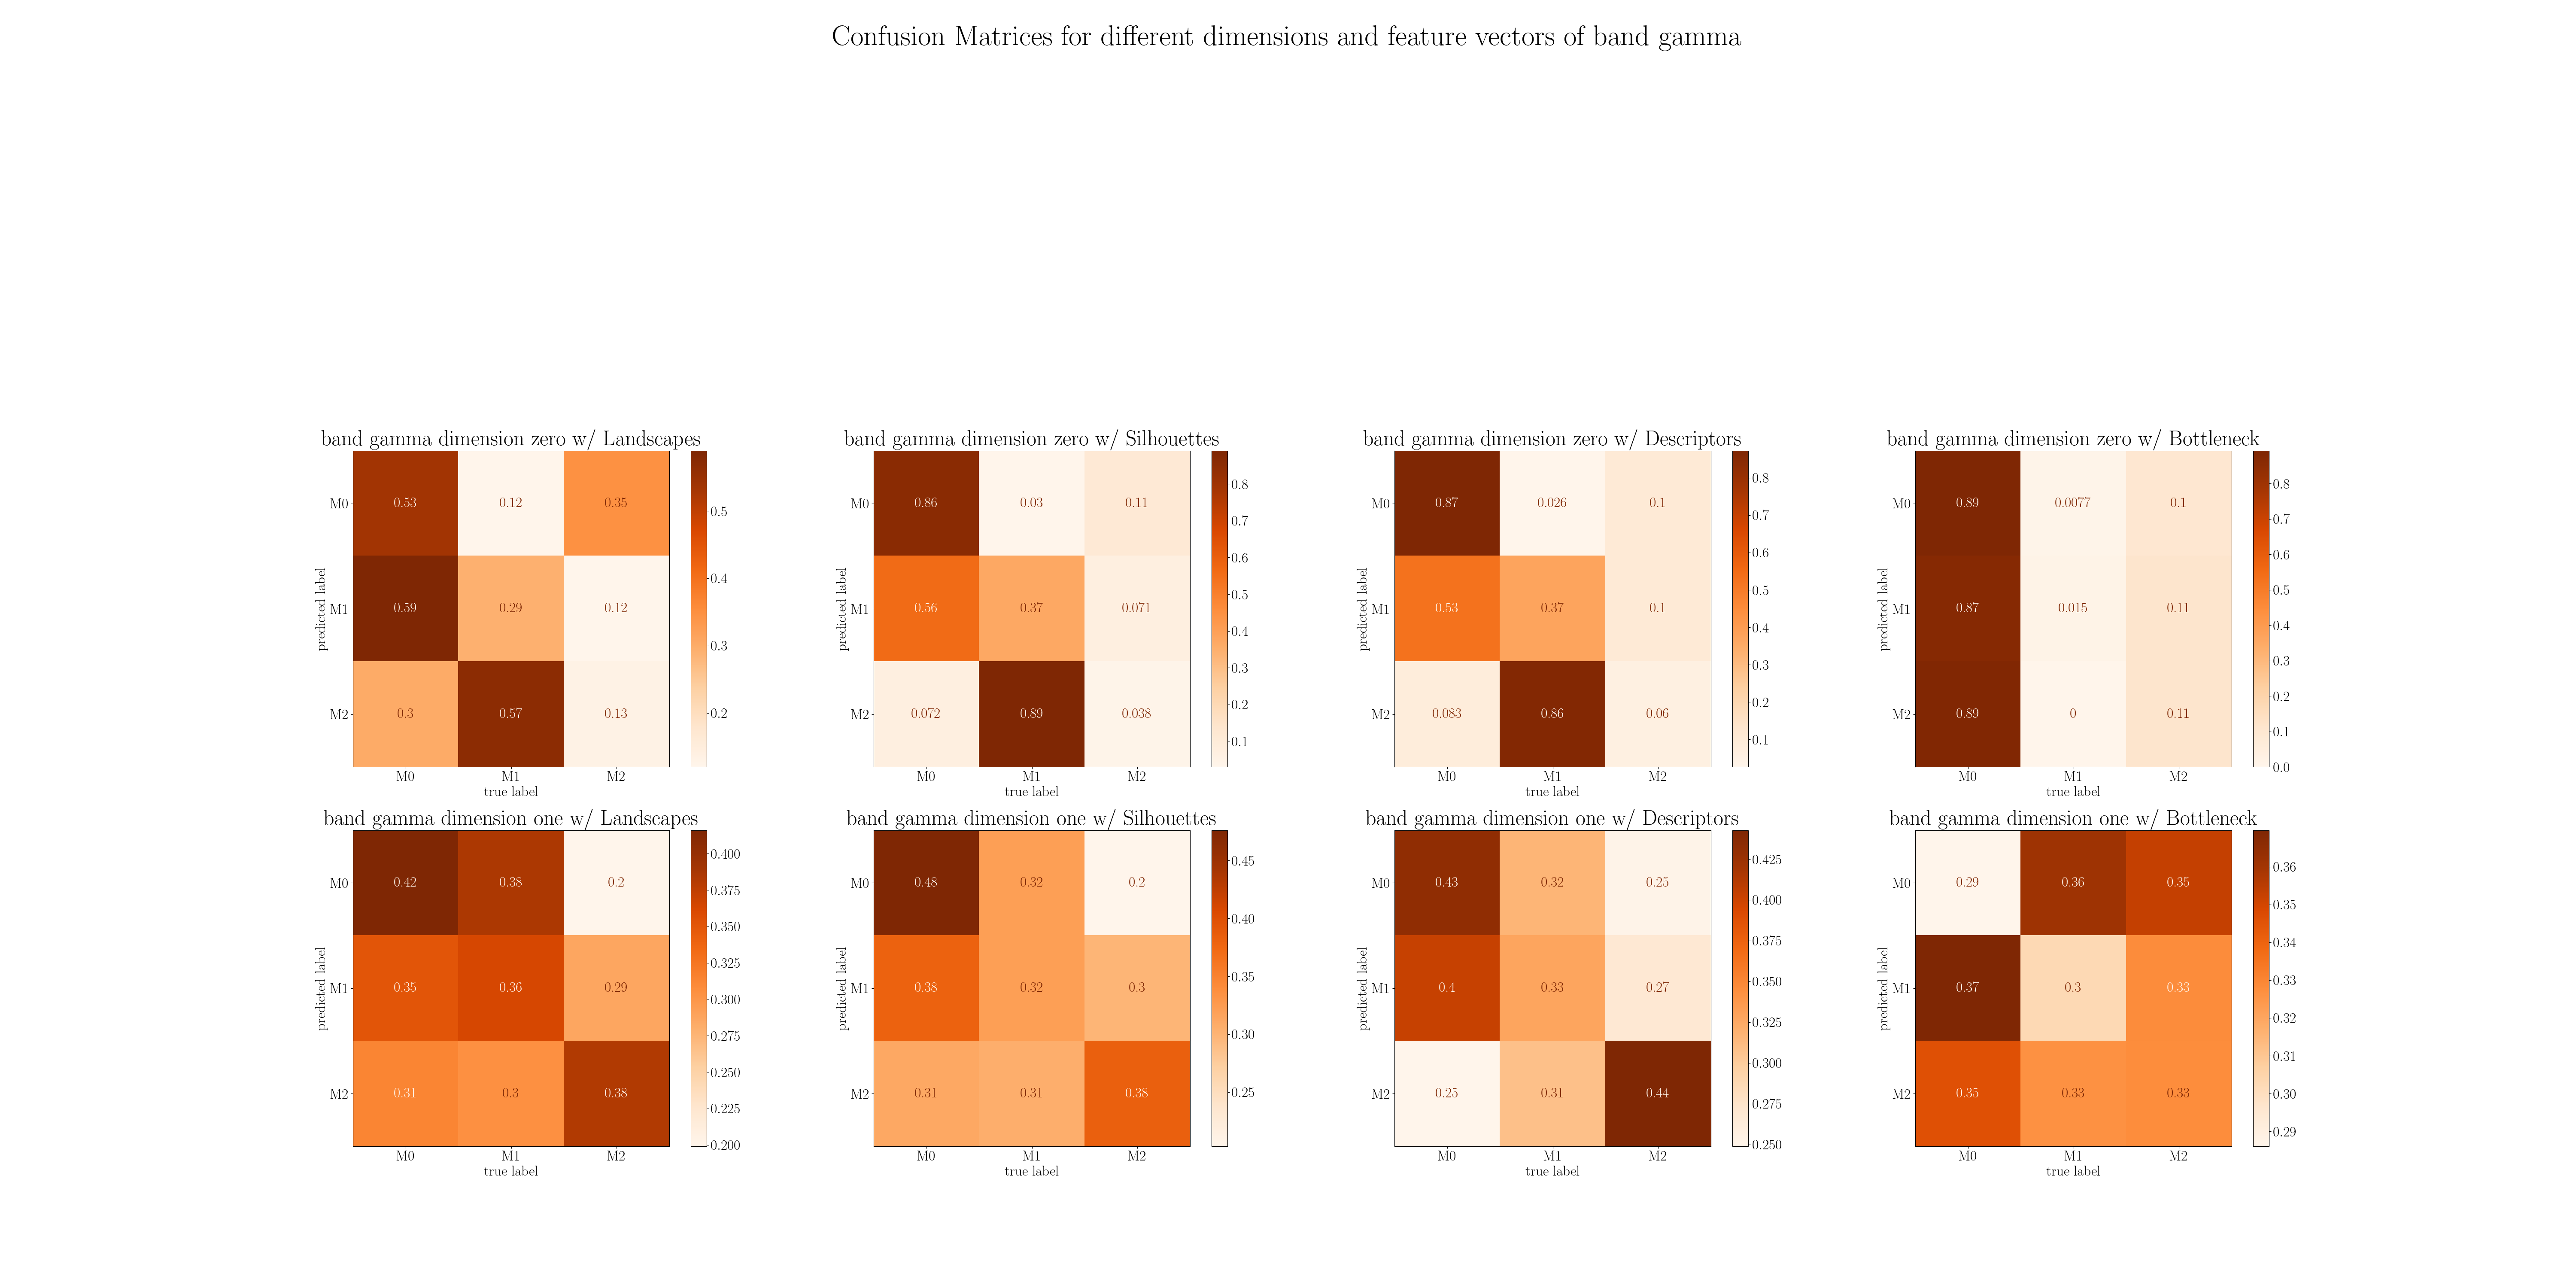 Confusion Matrices for different dimensions and feature vectors of band gamma
band gamma dimension zero w/ Landscapes
predicted label
M0 0.53 0.12 0.35
M1 0.59 0.29 0.12
M2 0.3 0.57 0.13
M0 M1 M2
true label
0.5
0.4
0.3
0.2
band gamma dimension zero w/ Silhouettes
predicted label
M0 0.86 0.03 0.11
M1 0.56 0.37 0.071
M2 0.072 0.89 0.038
M0 M1 M2
true label
0.8
0.7
0.6
0.5
0.4
0.3
0.2
0.1
band gamma dimension zero w/ Descriptors
predicted label
M0 0.87 0.026 0.1
M1 0.53 0.37 0.1
M2 0.083 0.86 0.06
M0 M1 M2
true label
0.8
0.7
0.6
0.5
0.4
0.3
0.2
0.1
band gamma dimension zero w/ Bottleneck
predicted label
M0 0.89 0.0077 0.1
M1 0.87 0.015 0.11
M2 0.89 0 0.11
M0 M1 M2
true label
0.8
0.7
0.6
0.5
0.4
0.3
0.2
0.1
0.0
band gamma dimension one w/ Landscapes
predicted label
M0 0.42 0.38 0.2
M1 0.35 0.36 0.29
M2 0.31 0.3 0.38
M0 M1 M2
true label
0.400
0.375
0.350
0.325
0.300
0.275
0.250
0.225
0.200
band gamma dimension one w/ Silhouettes
predicted label
M0 0.48 0.32 0.2
M1 0.38 0.32 0.3
M2 0.31 0.31 0.38
M0 M1 M2
true label
0.45
0.40
0.35
0.30
0.25
band gamma dimension one w/ Descriptors
predicted label
M0 0.43 0.32 0.25
M1 0.4 0.33 0.27
M2 0.25 0.31 0.44
M0 M1 M2
true label
0.425
0.400
0.375
0.350
0.325
0.300
0.275
0.250
band gamma dimension one w/ Bottleneck
predicted label
M0 0.29 0.36 0.35
M1 0.37 0.3 0.33
M2 0.35 0.33 0.33
M0 M1 M2
true label
0.36
0.35
0.34
0.33
0.32
0.31
0.30
0.29